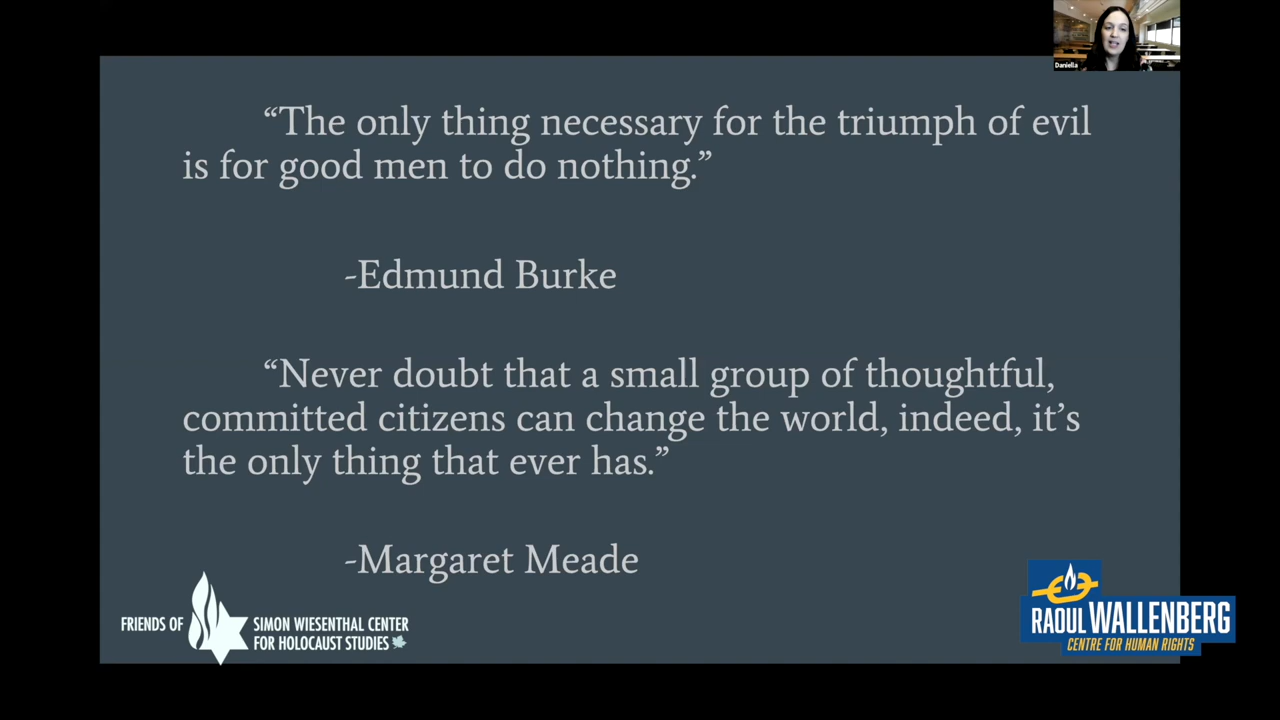 Daniella
“The only thing necessary for the triumph of evil
is for good men to do nothing.”
-Edmund Burke
“Never doubt that a small group of thoughtful,
committed citizens can change the world, indeed, it’s
the only thing that ever has.”
-Margaret Meade
FRIENDS OF
SIMON WIESENTHAL CENTER
FOR HOLOCAUST STUDIES
RAOUL WALLENBERG
CENTRE FOR HUMAN RIGHTS